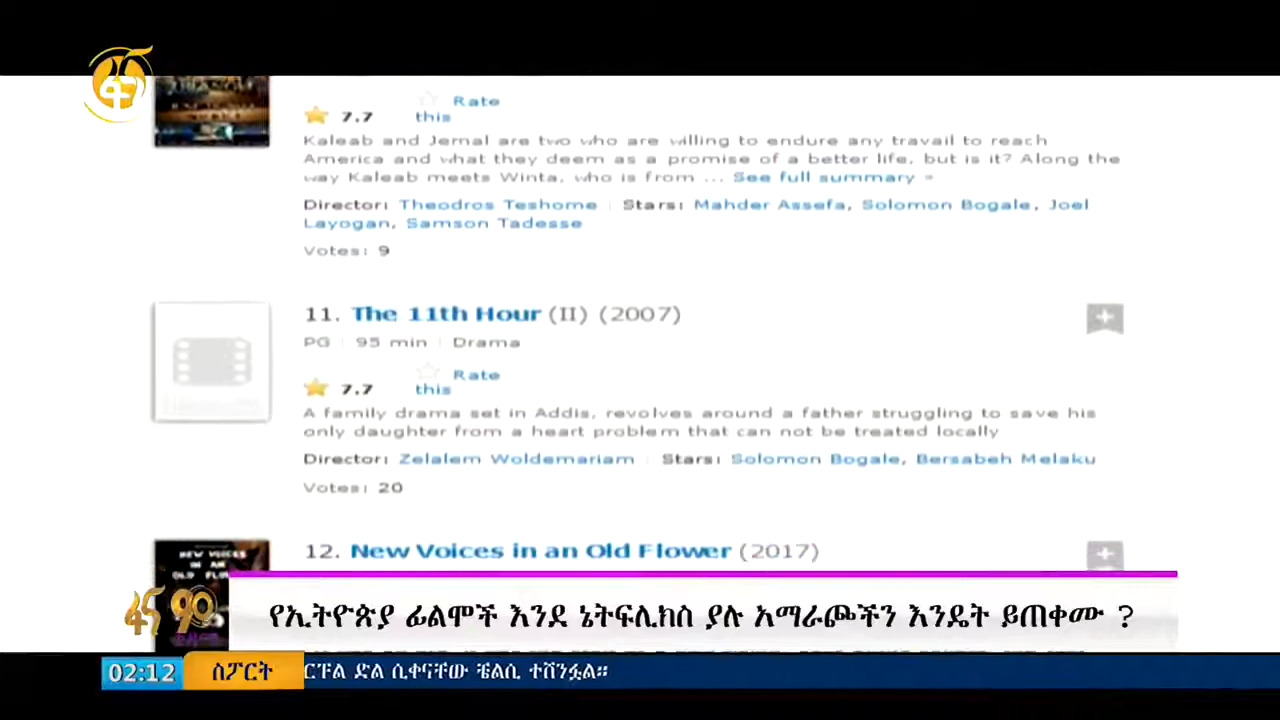 ፋና
7.7
Rate
this
Kaleab and Jemal are two who are willing to endure any travail to reach
America and what they deem as a promise of a better life, but is it? Along the
way Kaleab meets Winta, who is from ... See full summary »
Director: Theodros Teshome | Stars: Mahder Assefa, Solomon Bogale, Joel
Layogan, Samson Tadesse
Votes: 9
11. The 11th Hour (II) (2007)
PG | 95 min | Drama
7.7
Rate
this
A family drama set in Addis, revolves around a father struggling to save his
only daughter from a heart problem that can not be treated locally
Director: Zelalem Woldemariam | Stars: Solomon Bogale, Bersabeh Melaku
Votes: 20
NEW VOICES
IN AN
OLD FLO
12. New Voices in an Old Flower (2017)
ፋና 90
የኢትዮጵያ ፊልሞች እንደ ኔትፍሊክስ ያሉ አማራጮችን እንዴት ይጠቀሙ ?
02:12 ስፖርት ርፑል ድል ሲቀናቸው ቼልሲ ተሸንፏል።